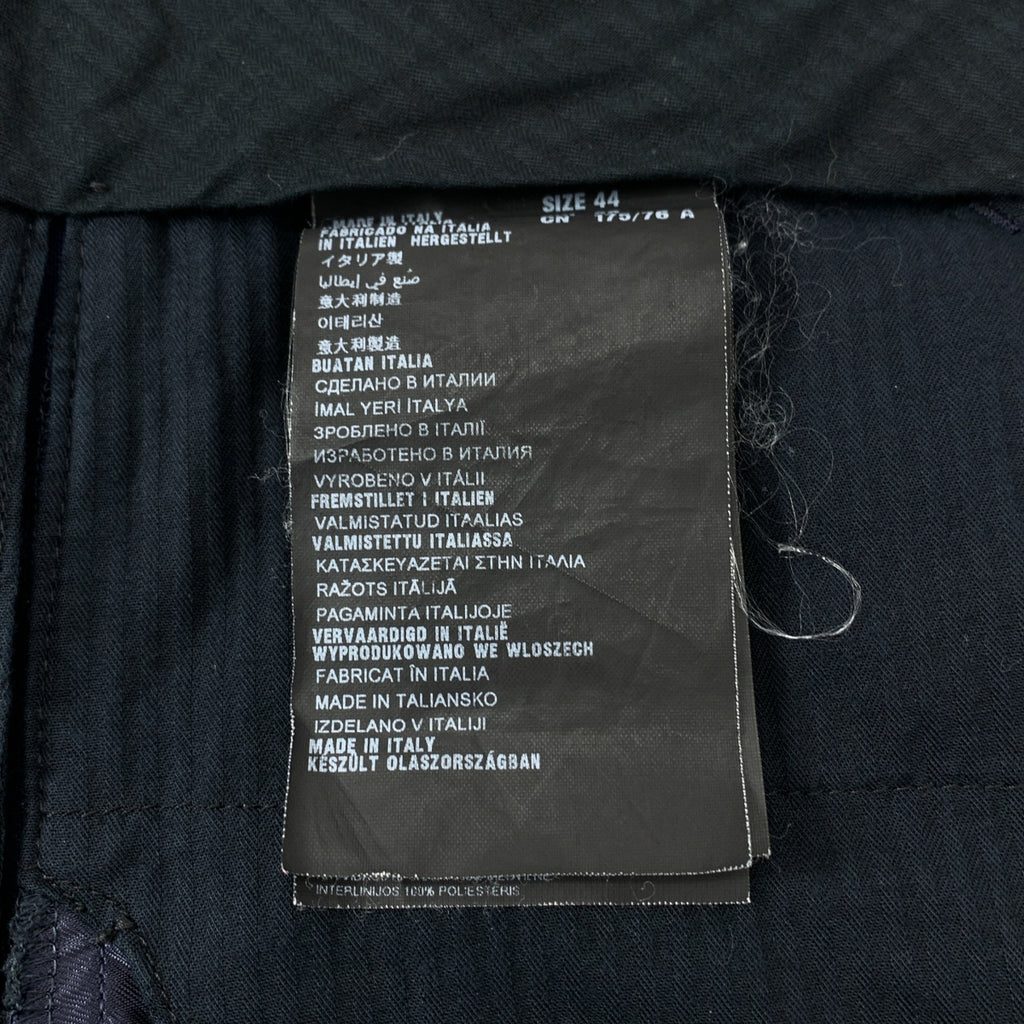 SIZE 44
CN 175/76 A
MADE IN ITALY
FABRICADO NA ITALIA
IN ITALIEN HERGESTELLT
イタリア製
صنع في إيطاليا
意大利制造
이태리산
意大利製造
BUATAN ITALIA
СДЕЛАНО В ИТАЛИИ
İMAL YERİ İTALYA
ЗРОБЛЕНО В ІТАЛІЇ
ИЗРАБОТЕНО В ИТАЛИЯ
VYROBENO V ITÁLII
FREMSTILLET I ITALIEN
VALMISTATUD ITAALIAS
VALMISTETTU ITALIASSA
ΚΑΤΑΣΚΕΥΑΖΕΤΑΙ ΣΤΗΝ ΙΤΑΛΙΑ
RAŽOTS ITĀLIJĀ
PAGAMINTA ITALIJOJE
VERVAARDIGD IN ITALIË
WYPRODUKOWANO WE WLOSZECH
FABRICAT ÎN ITALIA
MADE IN TALIANSKO
IZDELANO V ITALIJI
MADE IN ITALY
KÉSZÜLT OLASZORSZÁGBAN
INTERLINIJOS 100% POLIESTERIS